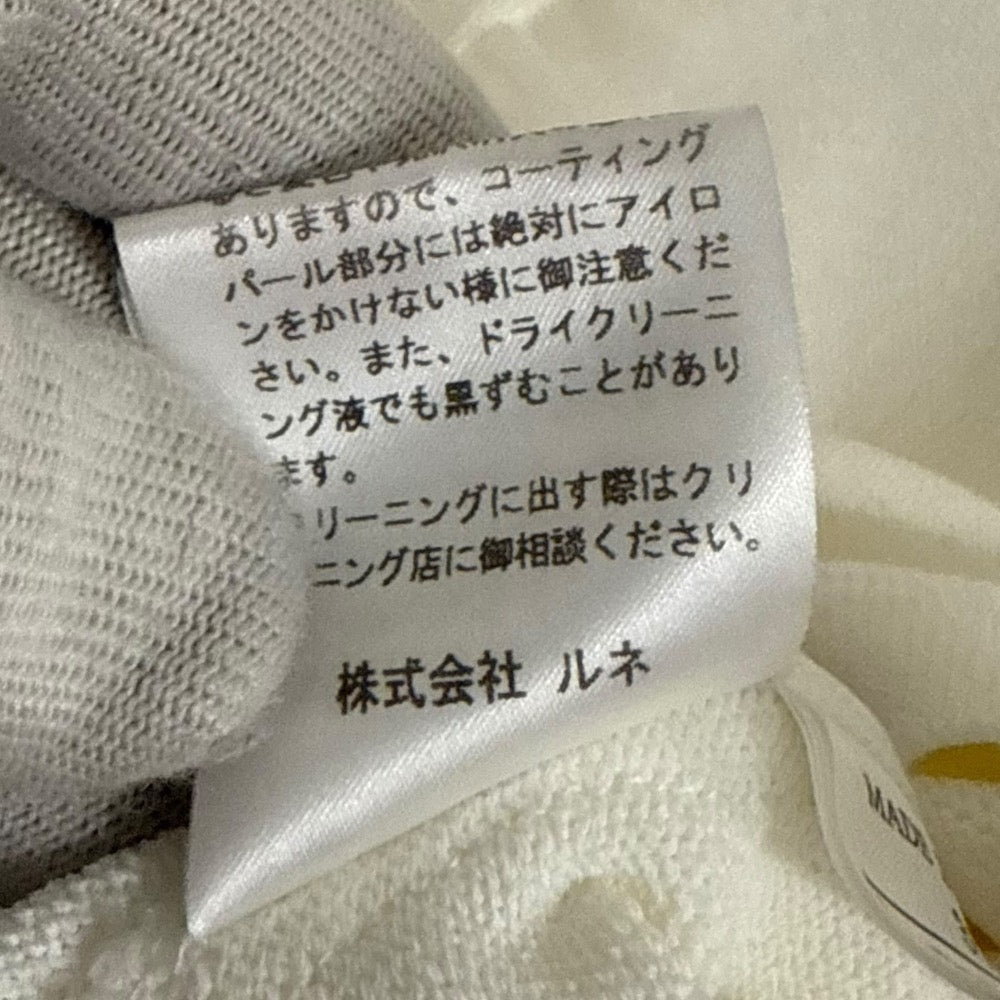 コーティング
ありますので、
パール部分には絶対にアイロ
ンをかけない様に御注意くだ
さい。また、ドライクリーニ
ング液でも黒ずむことがあり
ます。
リーニングに出す際はクリ
ニング店に御相談ください。
株式会社 ルネ
MADE